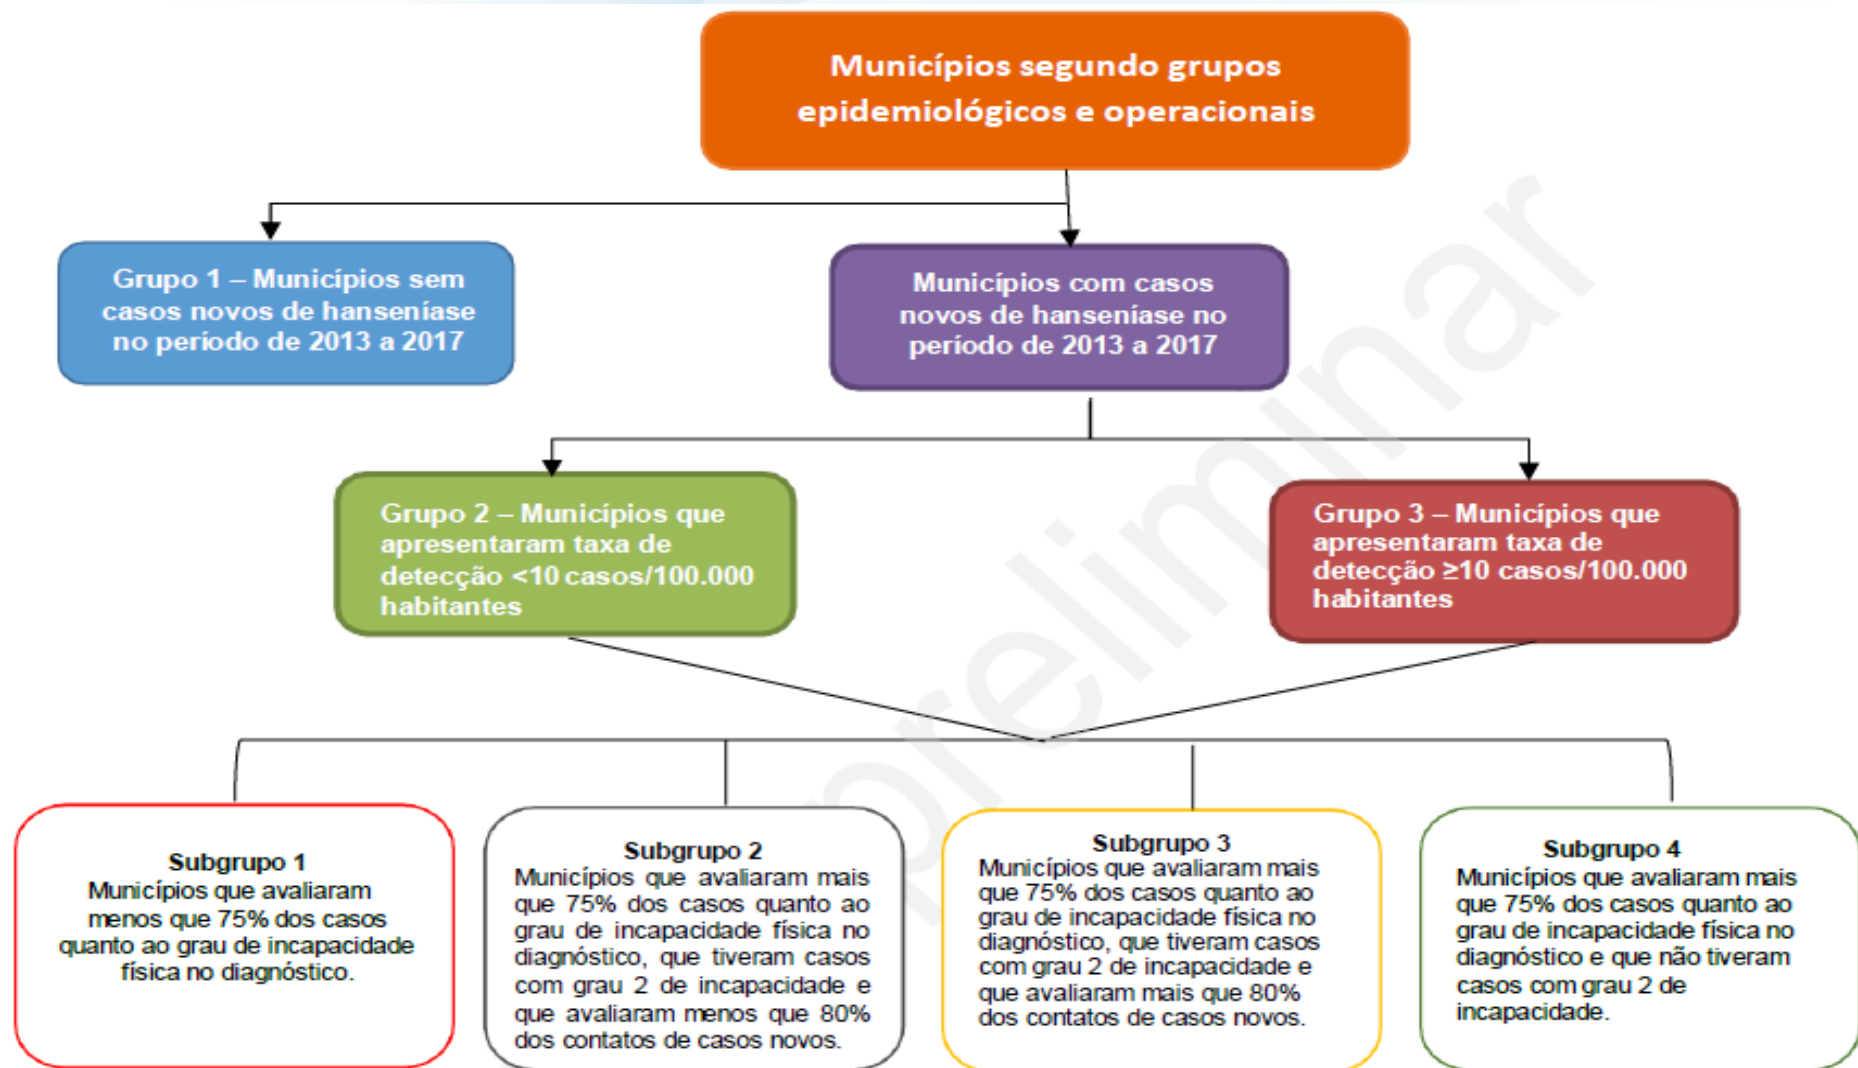 Municípios segundo grupos
epidemiológicos e operacionais
Grupo 1 – Municípios sem
casos novos de hanseníase
no período de 2013 a 2017
Municípios com casos
novos de hanseníase no
período de 2013 a 2017
Grupo 2 – Municípios que
apresentaram taxa de
detecção <10 casos/100.000
habitantes
Grupo 3 – Municípios que
apresentaram taxa de
detecção ≥10 casos/100.000
habitantes
preliminar
Subgrupo 1
Municípios que avaliaram
menos que 75% dos casos
quanto ao grau de incapacidade
física no diagnóstico.
Subgrupo 2
Municípios que avaliaram mais
que 75% dos casos quanto ao
grau de incapacidade física no
diagnóstico, que tiveram casos
com grau 2 de incapacidade e
que avaliaram menos que 80%
dos contatos de casos novos.
Subgrupo 3
Municípios que avaliaram mais
que 75% dos casos quanto ao
grau de incapacidade física no
diagnóstico, que tiveram casos
com grau 2 de incapacidade e
que avaliaram mais que 80%
dos contatos de casos novos.
Subgrupo 4
Municípios que avaliaram mais
que 75% dos casos quanto ao
grau de incapacidade física no
diagnóstico e que não tiveram
casos com grau 2 de
incapacidade.